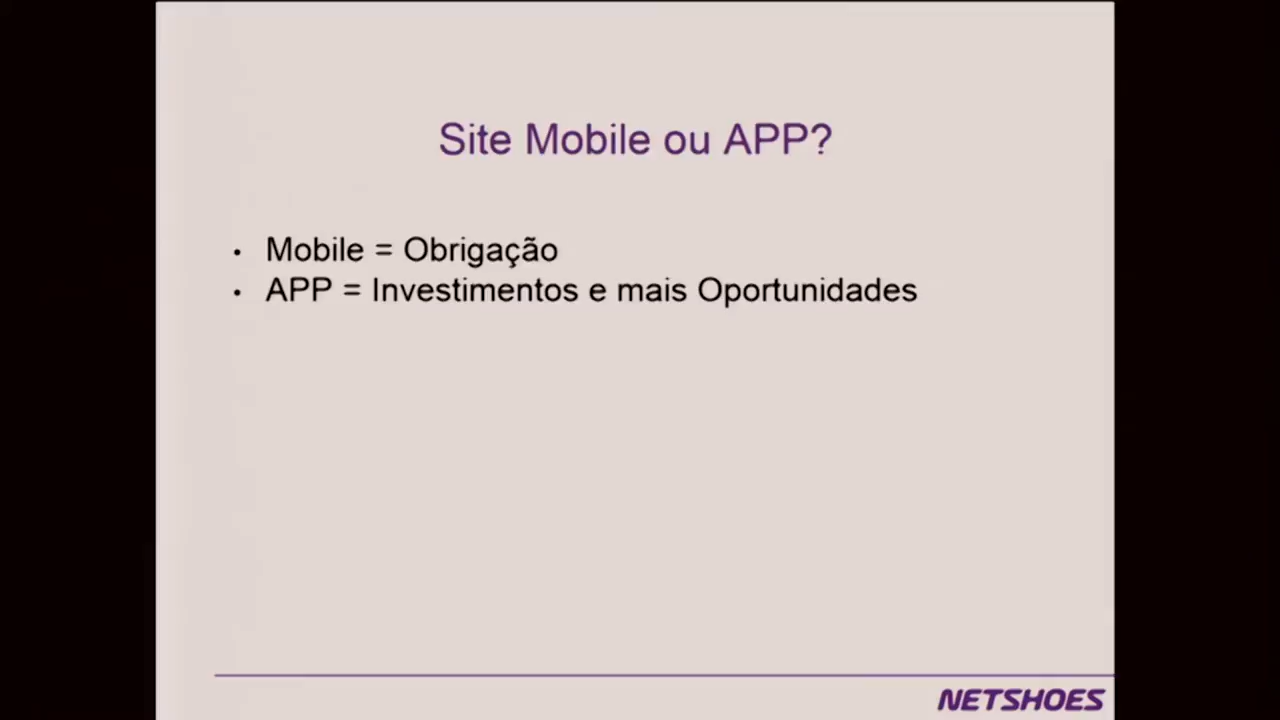 Site Mobile ou APP?
• Mobile = Obrigação
• APP = Investimentos e mais Oportunidades
NETSHOES